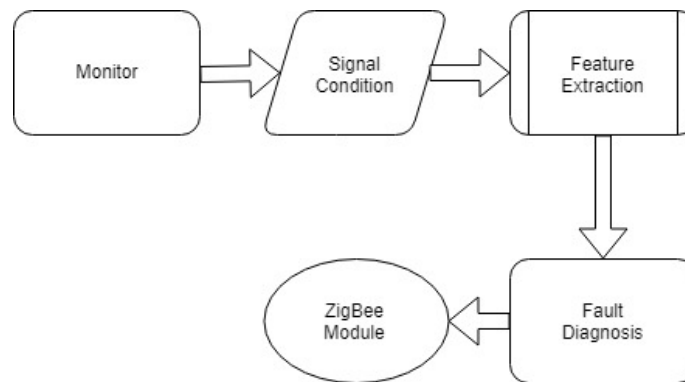 Monitor
Signal
Condition
Feature
Extraction
ZigBee
Module
Fault
Diagnosis